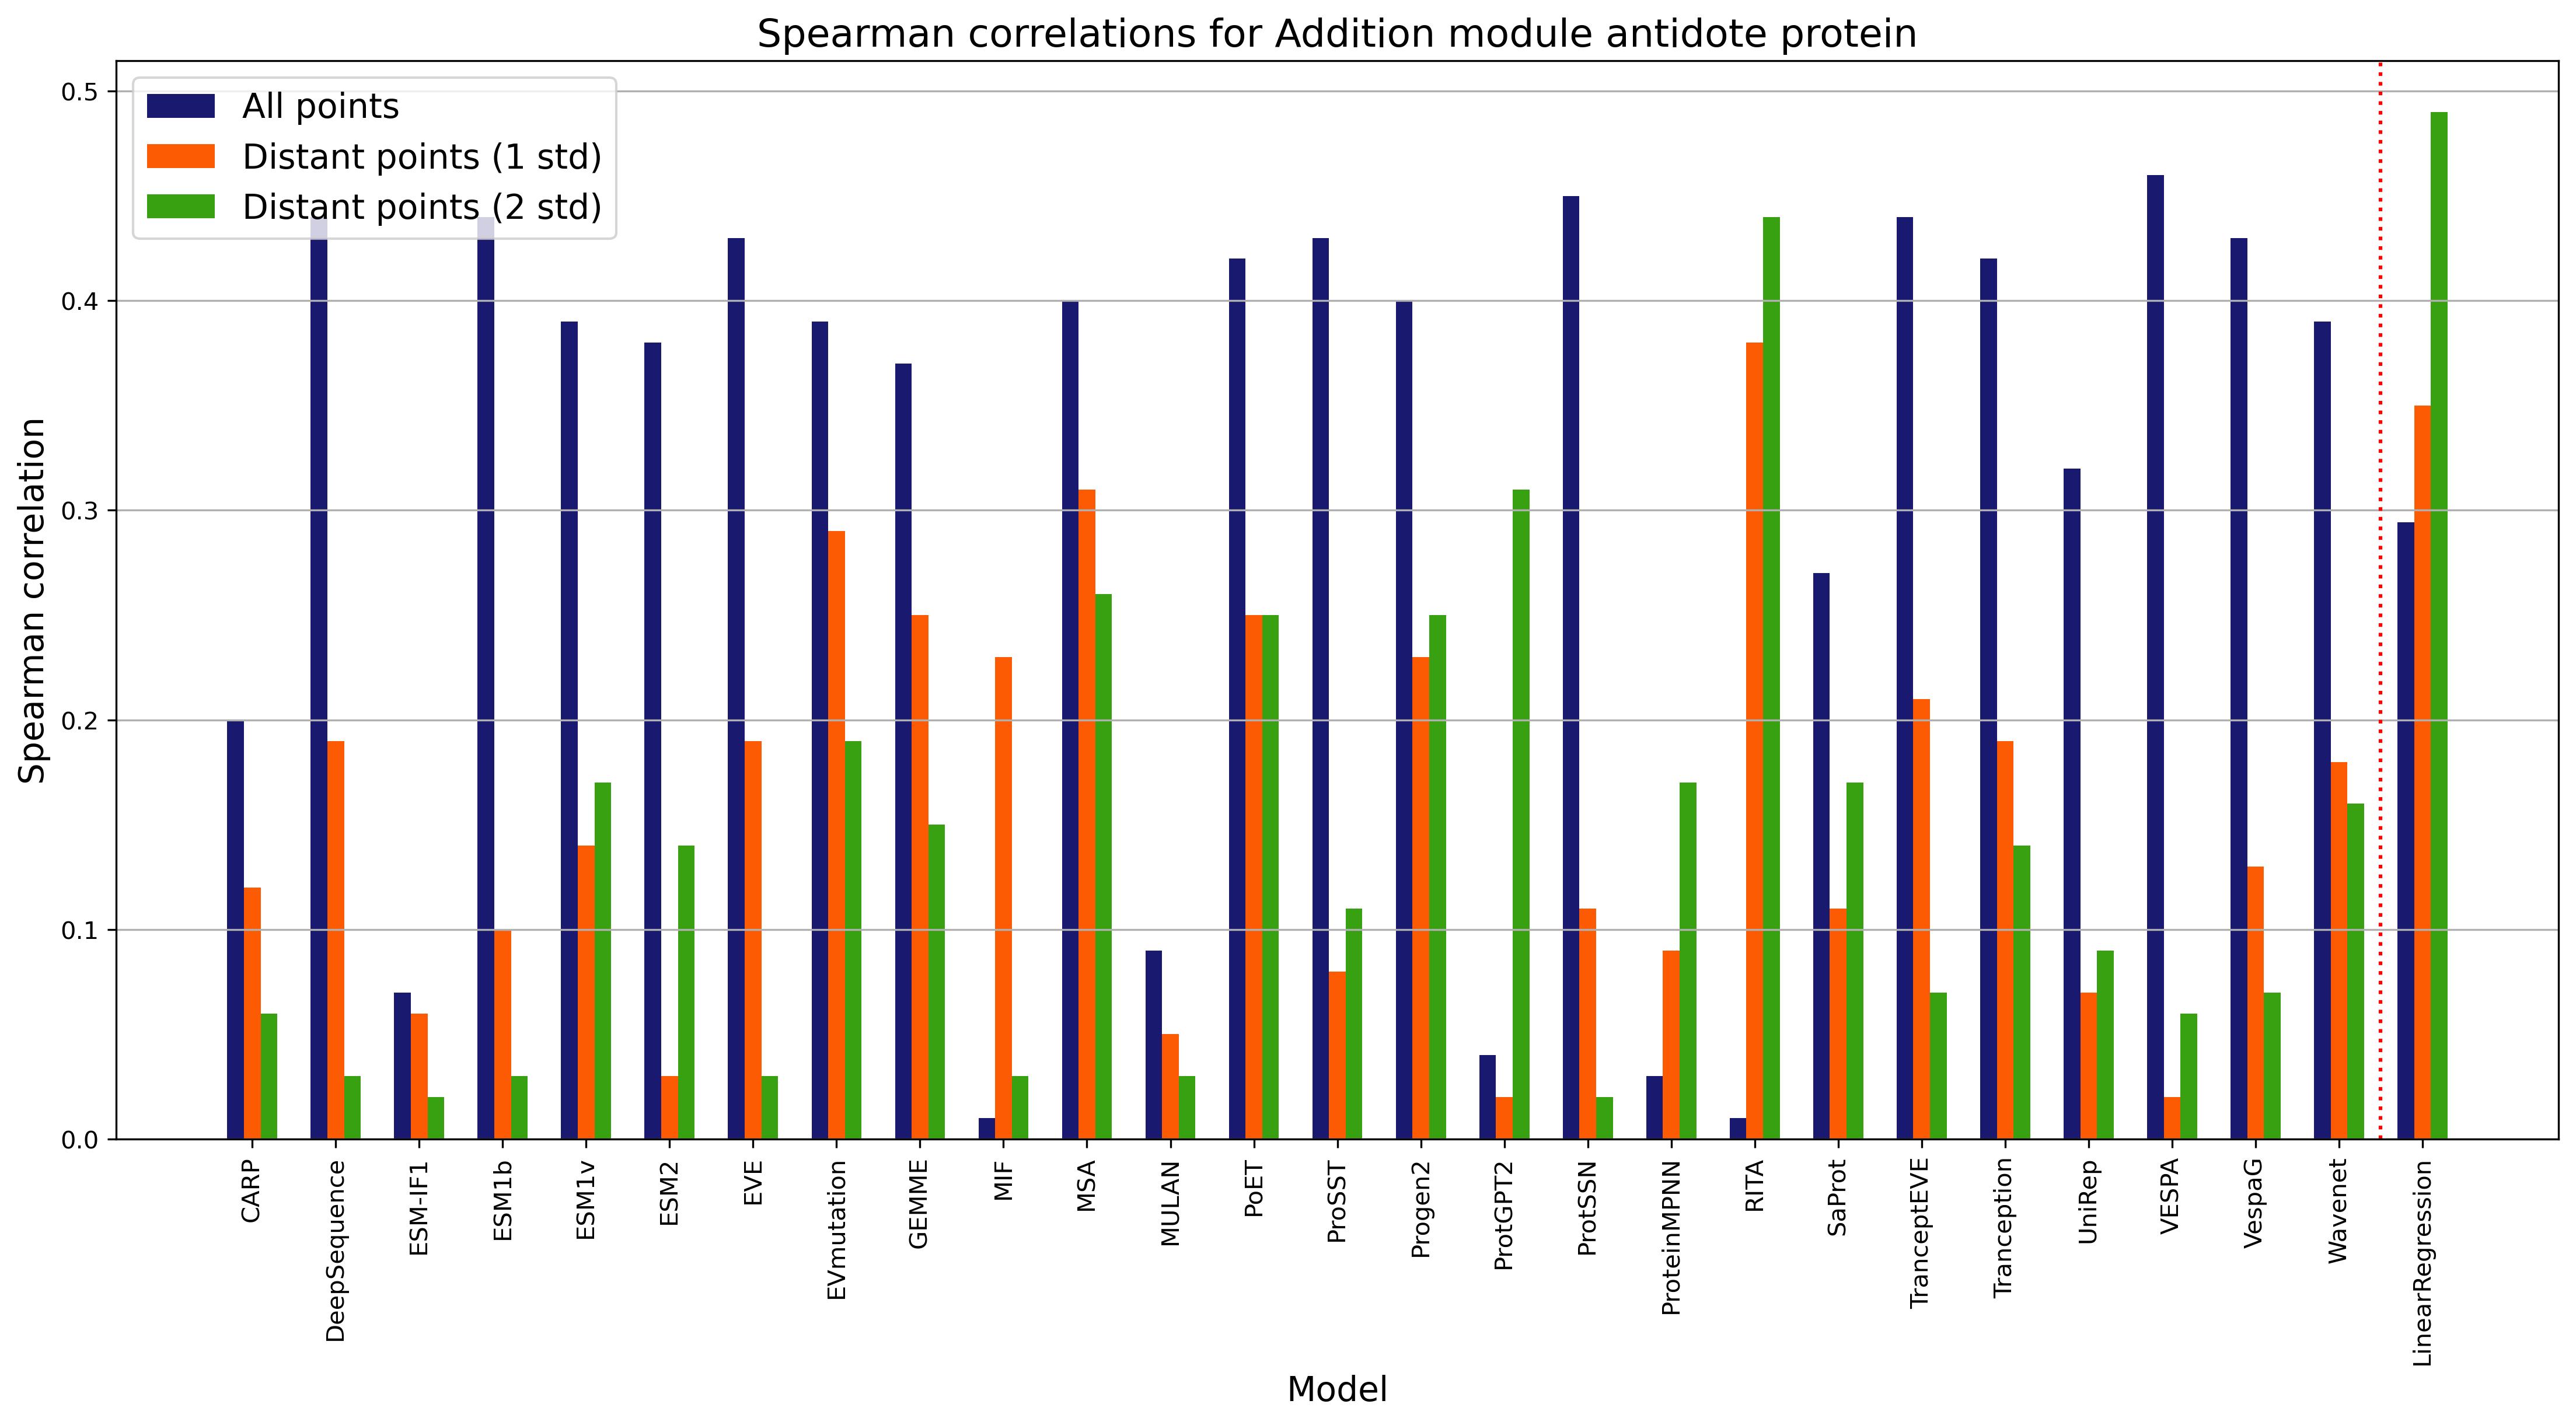 Spearman correlations for Addition module antidote protein
All points
Distant points (1 std)
Distant points (2 std)
Spearman correlation
0.5
0.4
0.3
0.2
0.1
0.0
CARP
DeepSequence
ESM-IF1
ESM1b
ESM1v
ESM2
EVE
EVmutation
GEMME
MIF
MSA
MULAN
PoET
ProSST
Progen2
ProtGPT2
ProtSSN
ProteinMPNN
RITA
SaProt
TranceptEVE
Tranception
UniRep
VESPA
VespaG
Wavenet
LinearRegression
Model